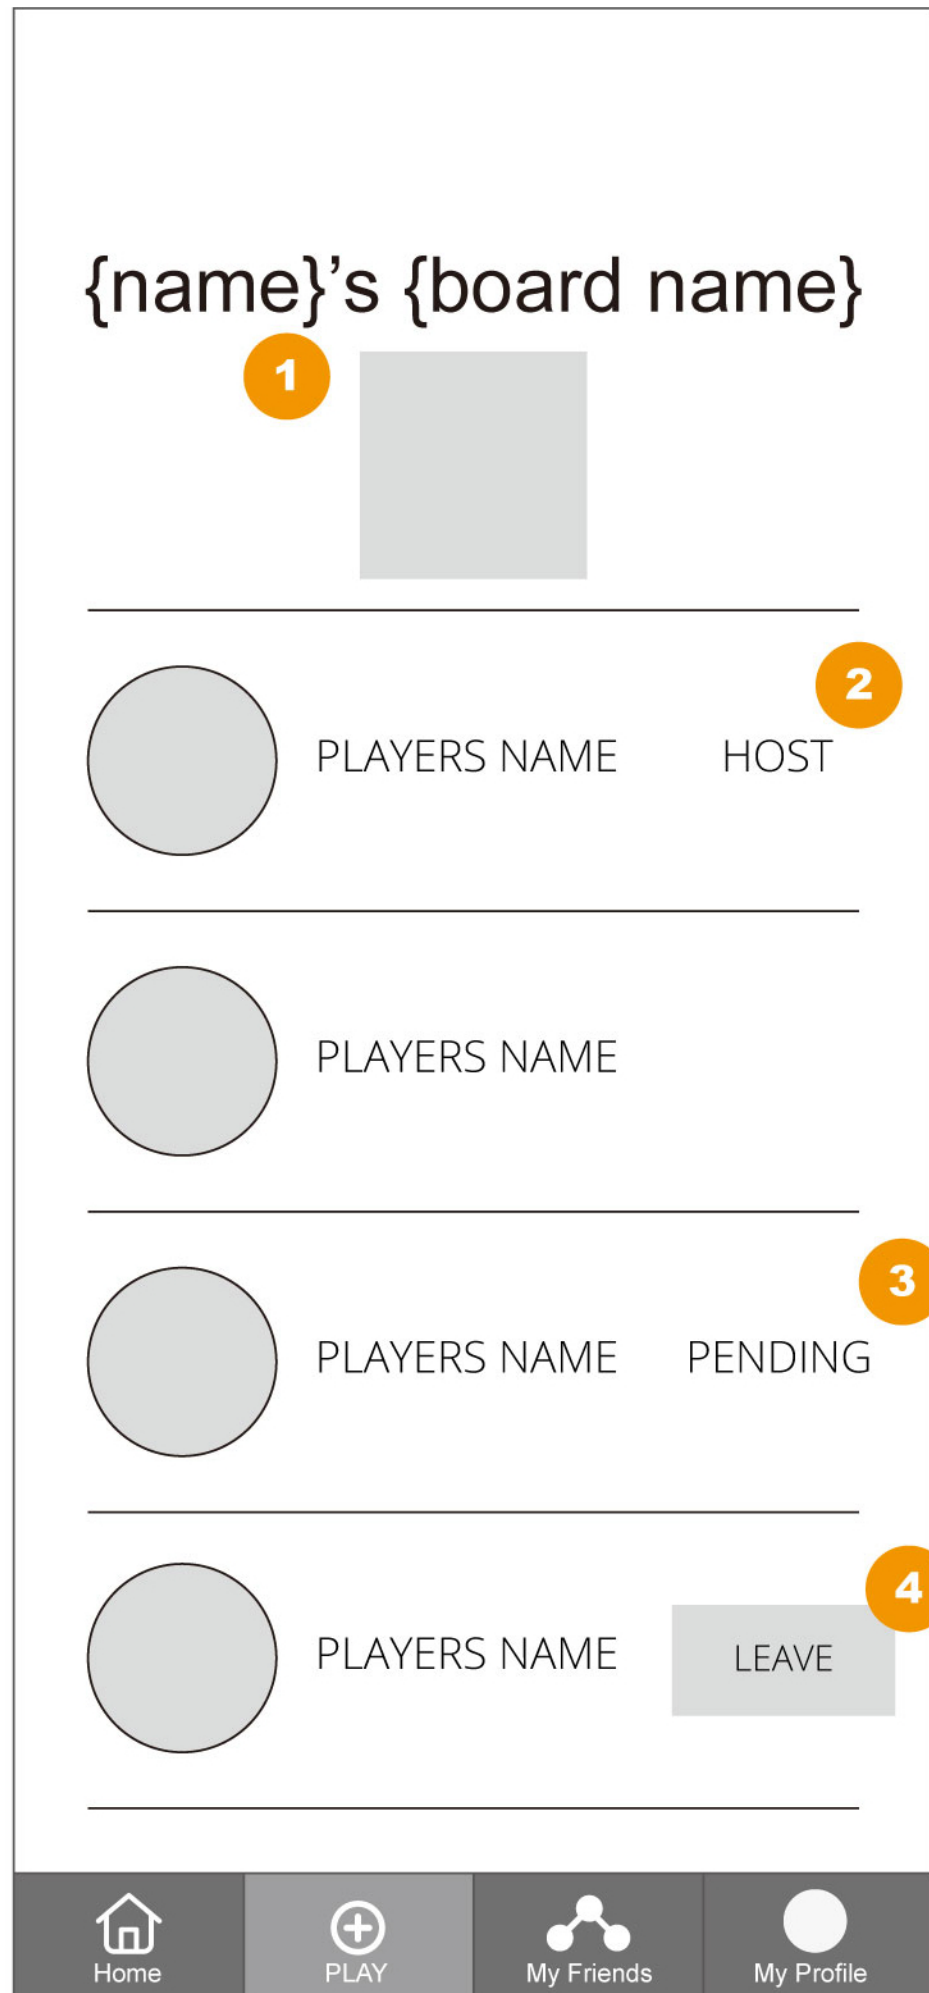 {name}’s {board name}
1
2
PLAYERS NAME HOST
PLAYERS NAME
3
PLAYERS NAME PENDING
4
PLAYERS NAME LEAVE
Home PLAY My Friends My Profile